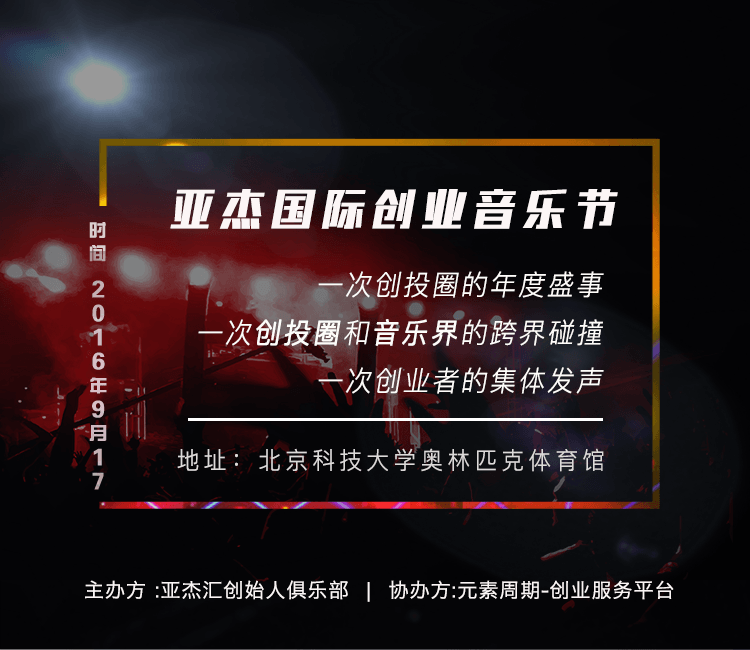 亚杰国际创业音乐节
一次创投圈的年度盛事
一次创投圈和音乐界的跨界碰撞
一次创业者的集体发声
地址：北京科技大学奥林匹克体育馆
时间 2016年9月17
主办方 :亚杰汇创始人俱乐部 | 协办方:元素周期-创业服务平台